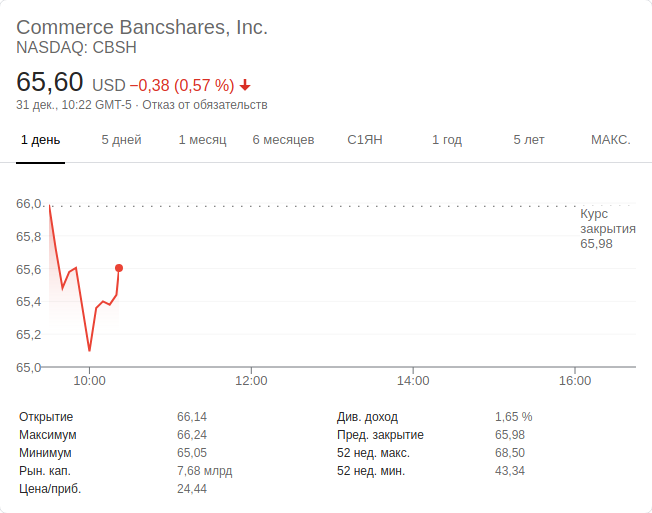 Commerce Bancshares, Inc.
NASDAQ: CBSH
65,60 USD −0,38 (0,57 %)
31 дек., 10:22 GMT-5 · Отказ от обязательств
1 день 5 дней 1 месяц 6 месяцев С1ЯН 1 год 5 лет МАКС.
66,0
65,8
65,6
65,4
65,2
65,0
Курс
закрытия
65,98
10:00 12:00 14:00 16:00
Открытие 66,14 Див. доход 1,65 %
Максимум 66,24 Пред. закрытие 65,98
Минимум 65,05 52 нед. макс. 68,50
Рын. кап. 7,68 млрд 52 нед. мин. 43,34
Цена/приб. 24,44